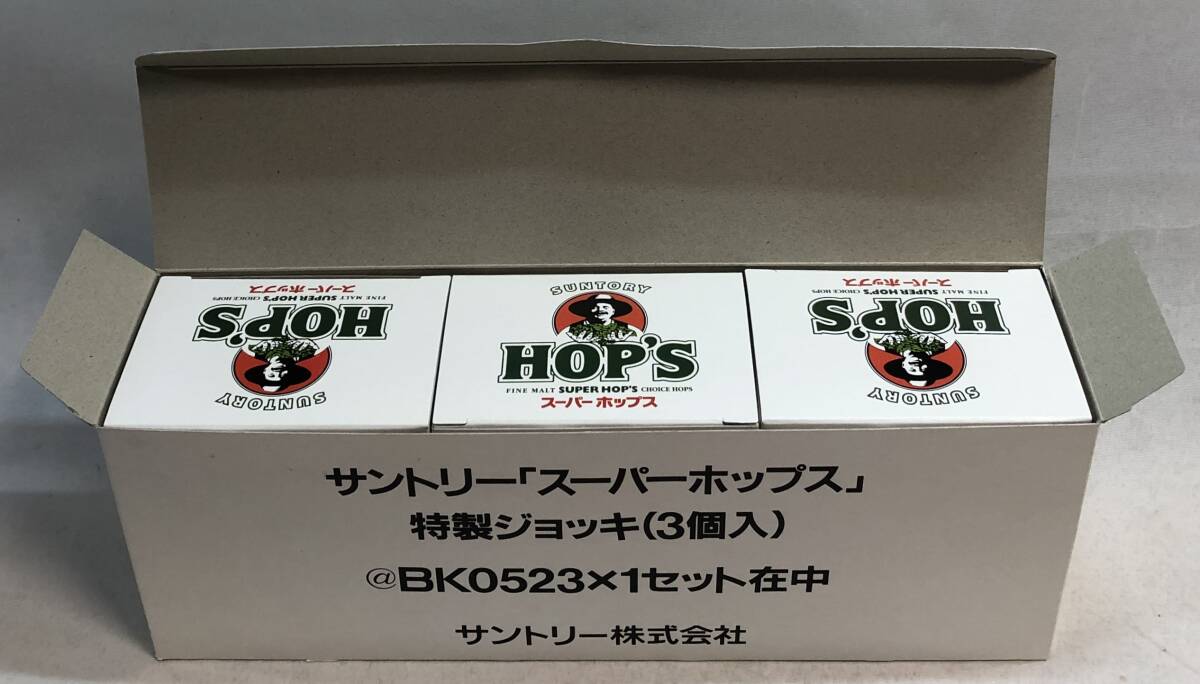 スーパーホップス
FINE MALT SUPER HOP'S CHOICE HOPS
HOP'S
SUNTORY
SUNTORY
HOP'S
FINE MALT SUPER HOP'S CHOICE HOPS
スーパーホップス
スーパーホップス
FINE MALT SUPER HOP'S CHOICE HOPS
HOP'S
SUNTORY
サントリー「スーパーホップス」
特製ジョッキ(3個入)
@BK0523×1セット在中
サントリー株式会社